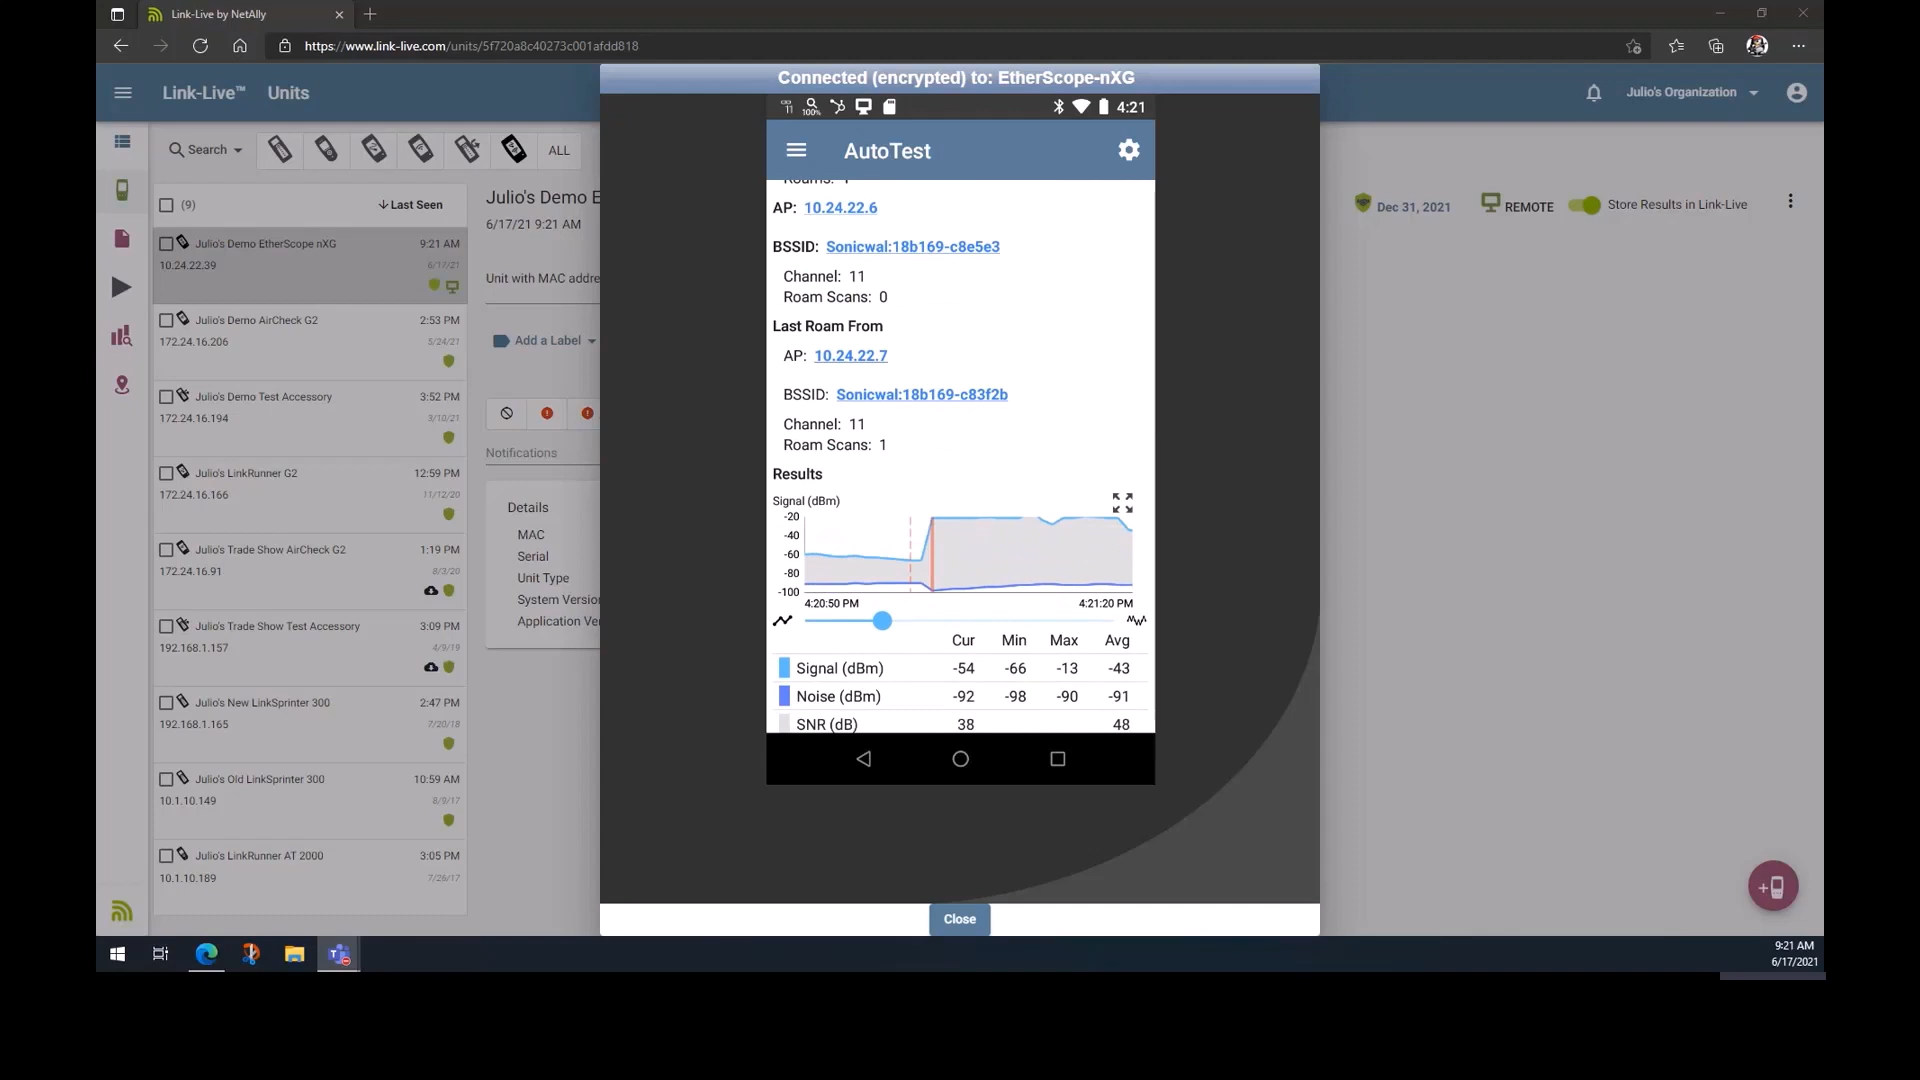 Link-Live by NetAlly
https://www.link-live.com/units/5f720a8c40273c001afdd818
Link-Live™ Units
Julio's Organization
Search
ALL
(9)
Last Seen
Julio's Demo EtherScope nXG 9:21 AM
10.24.22.39 6/17/21
Julio's Demo AirCheck G2 2:53 PM
172.24.16.206 5/24/21
Julio's Demo Test Accessory 3:52 PM
172.24.16.194 3/10/21
Julio's LinkRunner G2 12:59 PM
172.24.16.166 11/12/20
Julio's Trade Show AirCheck G2 1:19 PM
172.24.16.91 8/3/20
Julio's Trade Show Test Accessory 3:09 PM
192.168.1.157 4/9/19
Julio's New LinkSprinter 300 2:47 PM
192.168.1.165 7/20/18
Julio's Old LinkSprinter 300 10:59 AM
10.1.10.149 8/9/17
Julio's LinkRunner AT 2000 3:05 PM
10.1.10.189 7/26/17
Julio's Demo E
6/17/21 9:21 AM
Unit with MAC addre
Add a Label
Notifications
Details
MAC
Serial
Unit Type
System Versio
Application Ve
Connected (encrypted) to: EtherScope-nXG
11
100%
4:21
AutoTest
Roams: 1
AP: 10.24.22.6
BSSID: Sonicwal:18b169-c8e5e3
Channel: 11
Roam Scans: 0
Last Roam From
AP: 10.24.22.7
BSSID: Sonicwal:18b169-c83f2b
Channel: 11
Roam Scans: 1
Results
Signal (dBm)
-20
-40
-60
-80
-100
4:20:50 PM 4:21:20 PM
Cur Min Max Avg
Signal (dBm) -54 -66 -13 -43
Noise (dBm) -92 -98 -90 -91
SNR (dB) 38 48
Close
Dec 31, 2021
REMOTE
Store Results in Link-Live
9:21 AM
6/17/2021